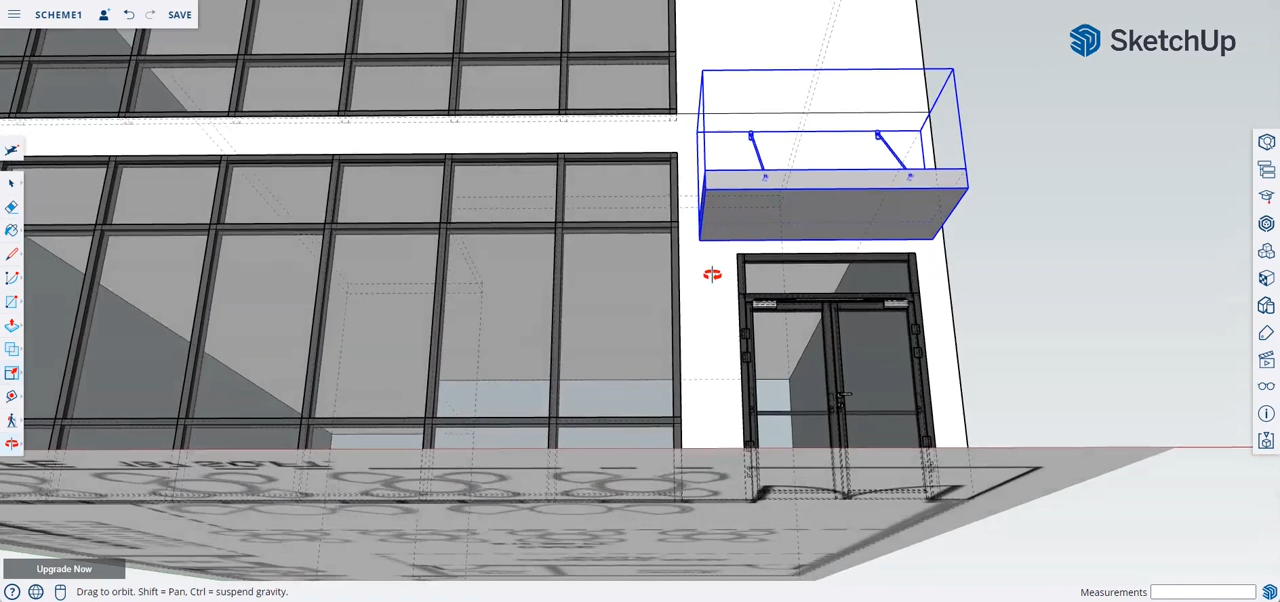 SCHEME1
SAVE
SketchUp
Upgrade Now
Drag to orbit. Shift = Pan, Ctrl = suspend gravity.
Measurements